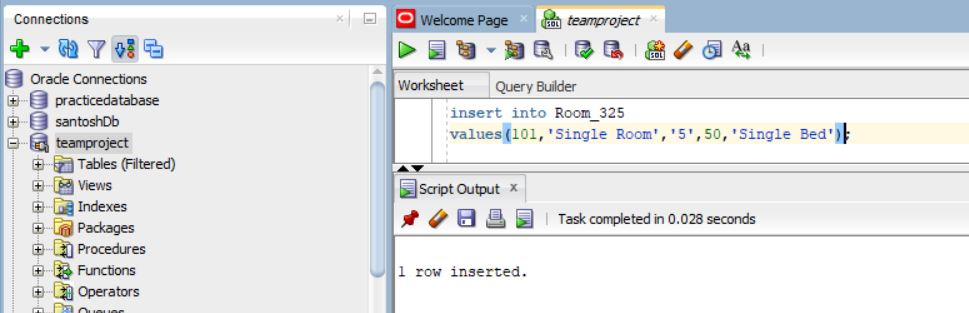 Connections
Oracle Connections
practicedatabase
santoshDb
teamproject
Tables (Filtered)
Views
Indexes
Packages
Procedures
Functions
Operators
Queues
Welcome Page
teamproject
Worksheet Query Builder
insert into Room_325
values(101,'Single Room','5',50,'Single Bed');
Script Output
Task completed in 0.028 seconds
1 row inserted.